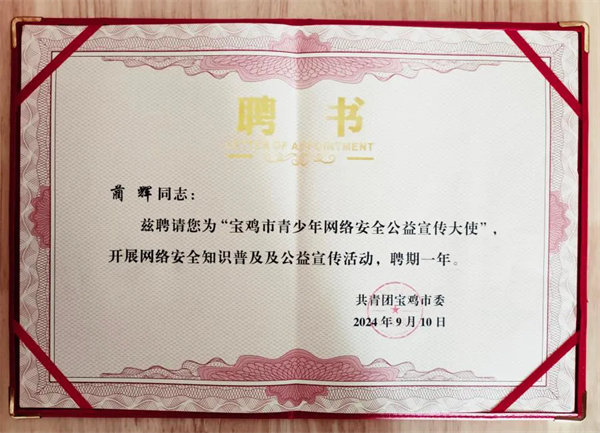 聘 书
LETTER OF APPOINTMENT
萧 辉 同志：
兹聘请您为“宝鸡市青少年网络安全公益宣传大使”，
开展网络安全知识普及及公益宣传活动，聘期一年。
共青团宝鸡市委
2024年9月10日